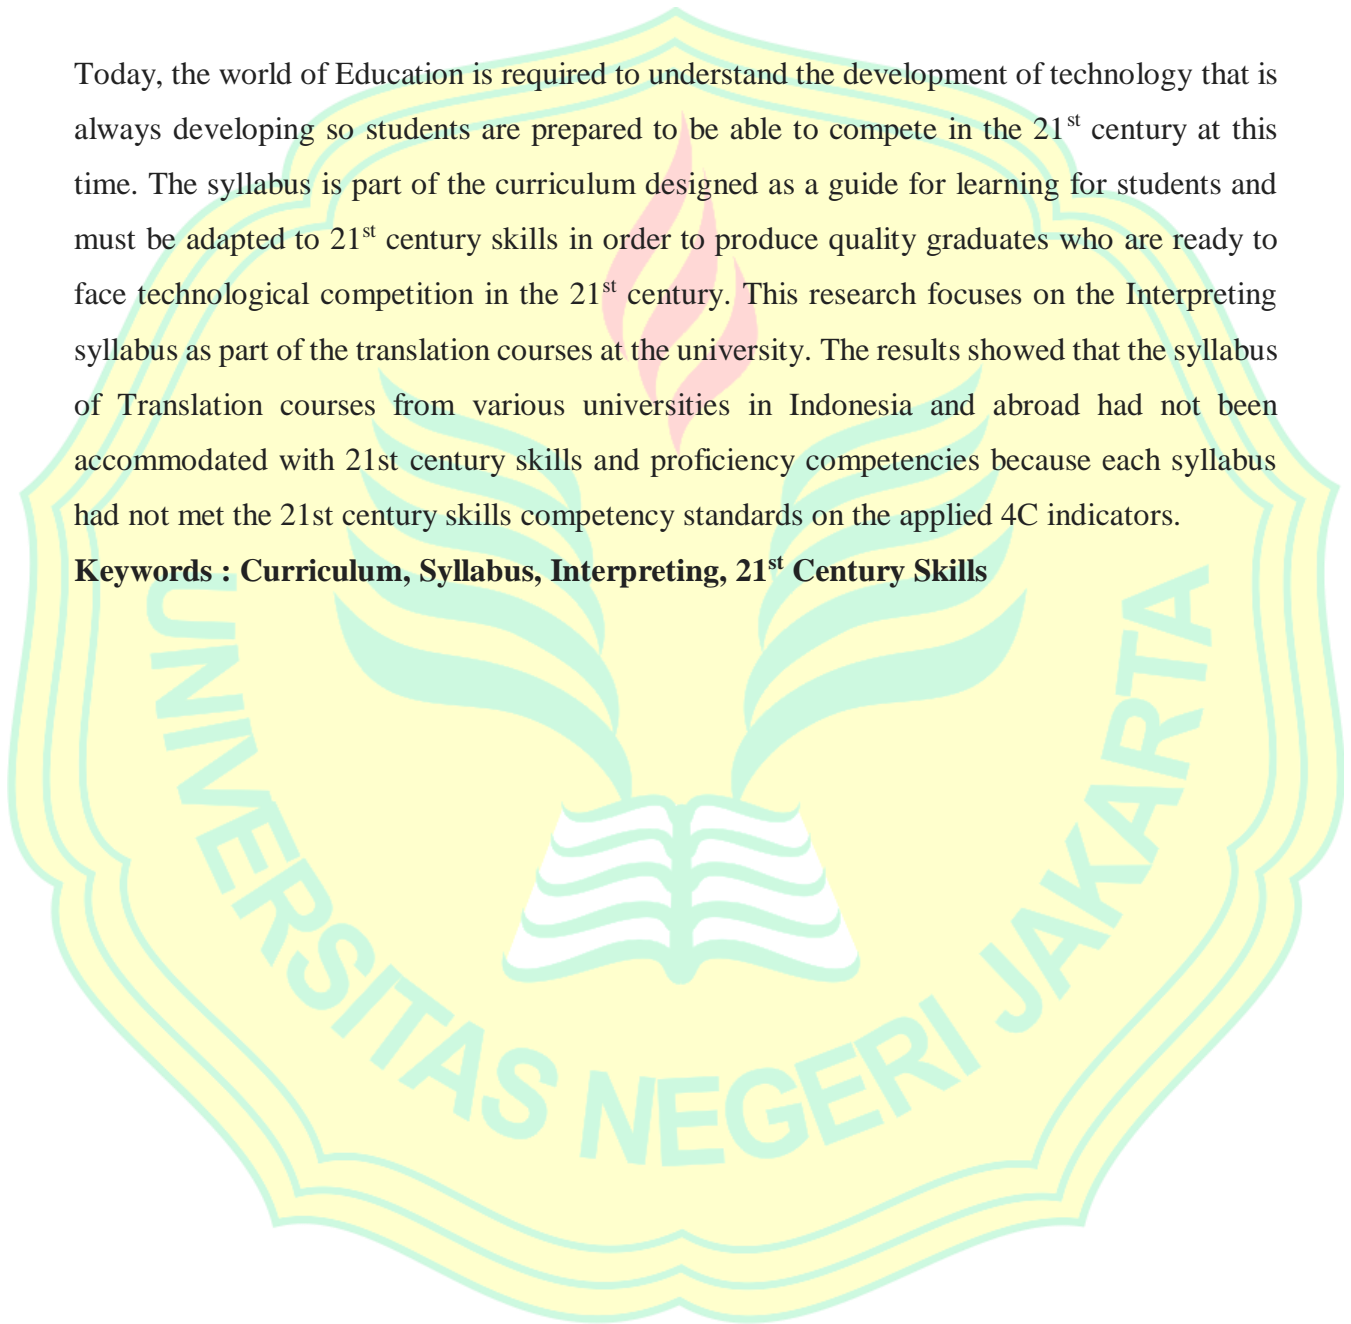 Today, the world of Education is required to understand the development of technology that is
always developing so students are prepared to be able to compete in the 21st century at this
time. The syllabus is part of the curriculum designed as a guide for learning for students and
must be adapted to 21st century skills in order to produce quality graduates who are ready to
face technological competition in the 21st century. This research focuses on the Interpreting
syllabus as part of the translation courses at the university. The results showed that the syllabus
of Translation courses from various universities in Indonesia and abroad had not been
accommodated with 21st century skills and proficiency competencies because each syllabus
had not met the 21st century skills competency standards on the applied 4C indicators.
Keywords : Curriculum, Syllabus, Interpreting, 21st Century Skills
UNIVERSITAS NEGERI JAKARTA